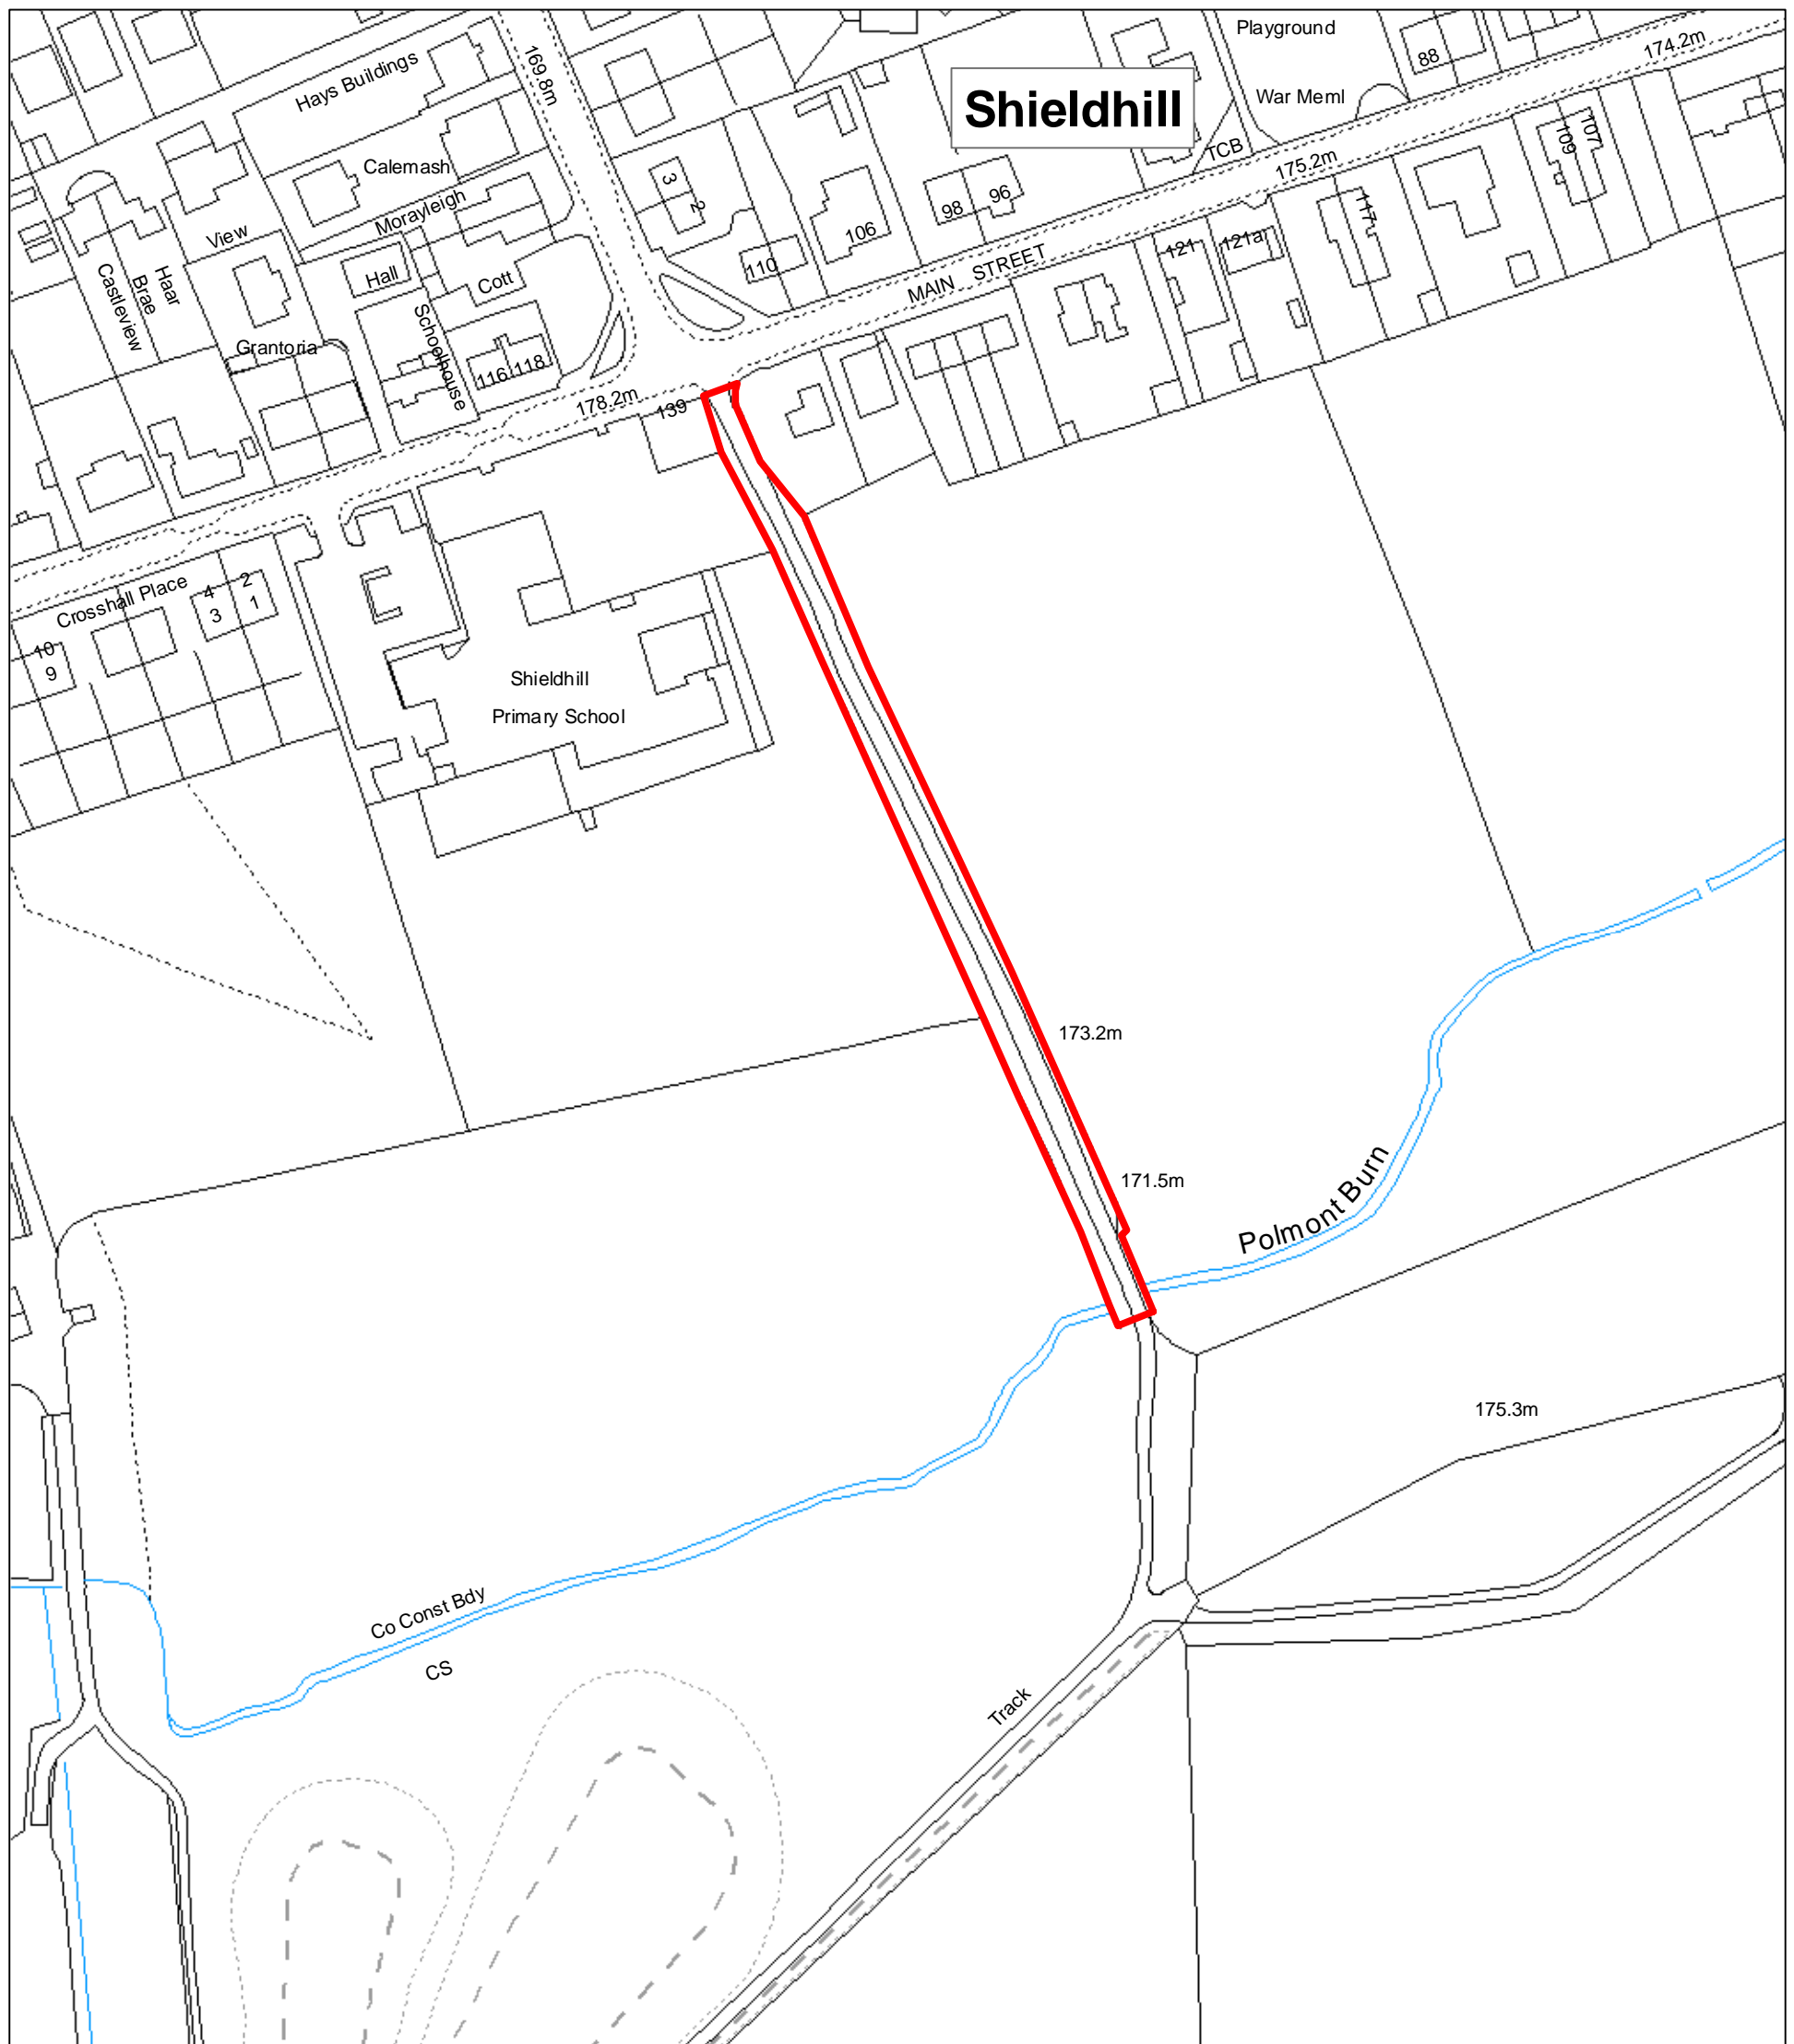 Playground
174.2m
88
169.8m
Hays Buildings
War Meml
Shieldhill
107
109
TCB
175.2m
Calemash
3
2
96
98
Morayleigh
117
106
View
121
121a
110
Hall
Cott
MAIN STREET
Haar
Brae
Castleview
Schoolhouse
Grantoria
116
118
178.2m
139
Crosshall Place
4
2
3
1
10
9
Shieldhill
Primary School
173.2m
171.5m
Polmont Burn
175.3m
Co Const Bdy
CS
Track